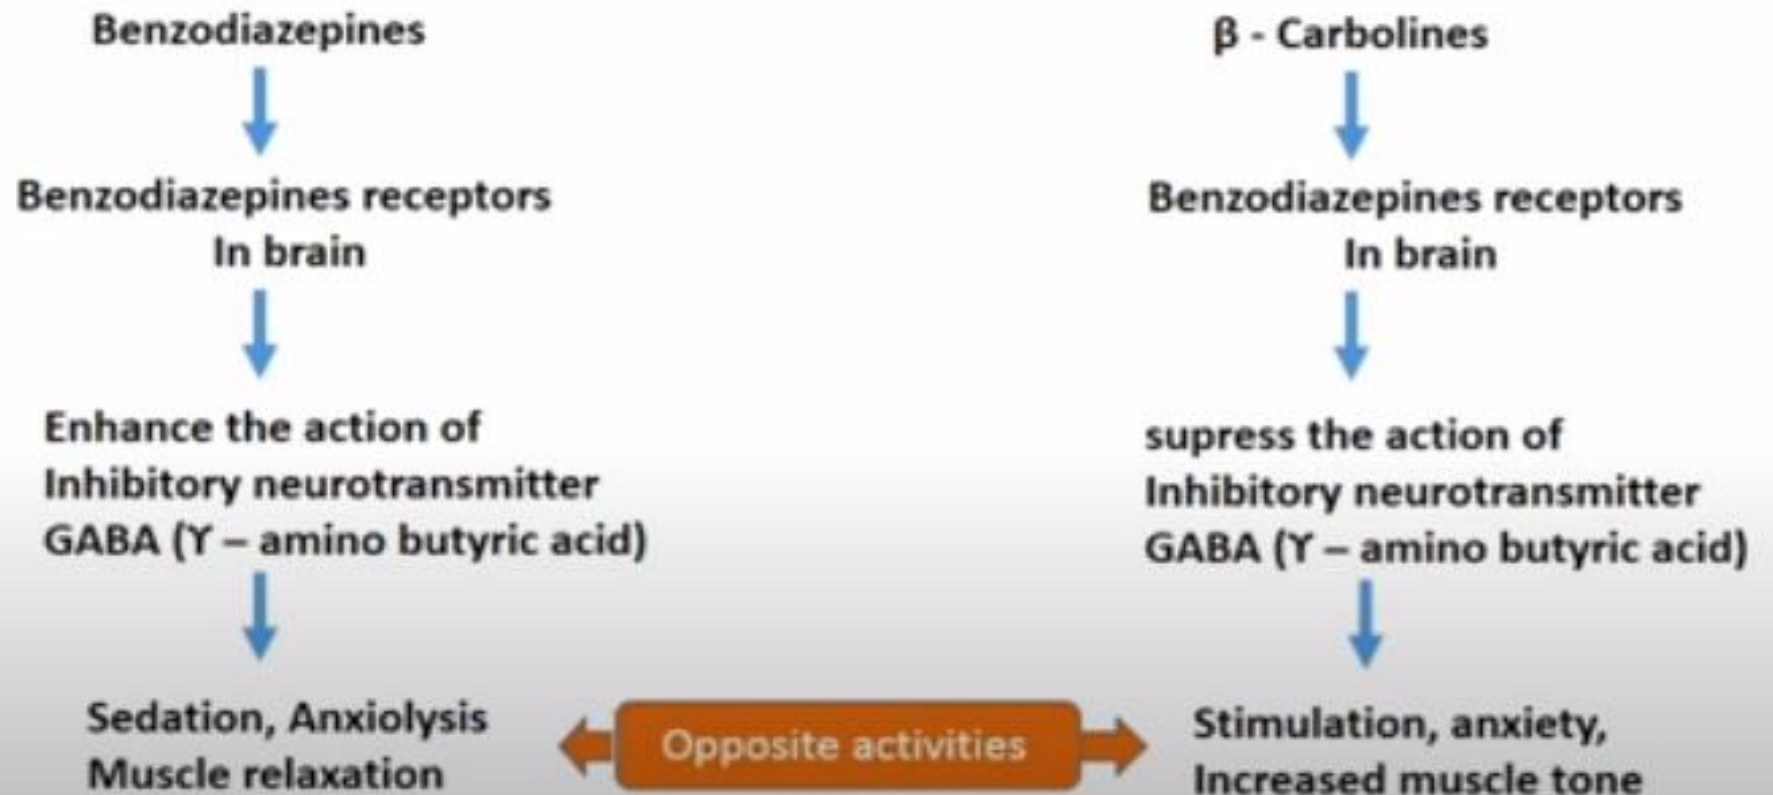 Benzodiazepines
Benzodiazepines receptors
In brain
Enhance the action of
Inhibitory neurotransmitter
GABA (ϒ – amino butyric acid)
Sedation, Anxiolysis
Muscle relaxation
Opposite activities
β - Carbolines
Benzodiazepines receptors
In brain
supress the action of
Inhibitory neurotransmitter
GABA (ϒ – amino butyric acid)
Stimulation, anxiety,
Increased muscle tone